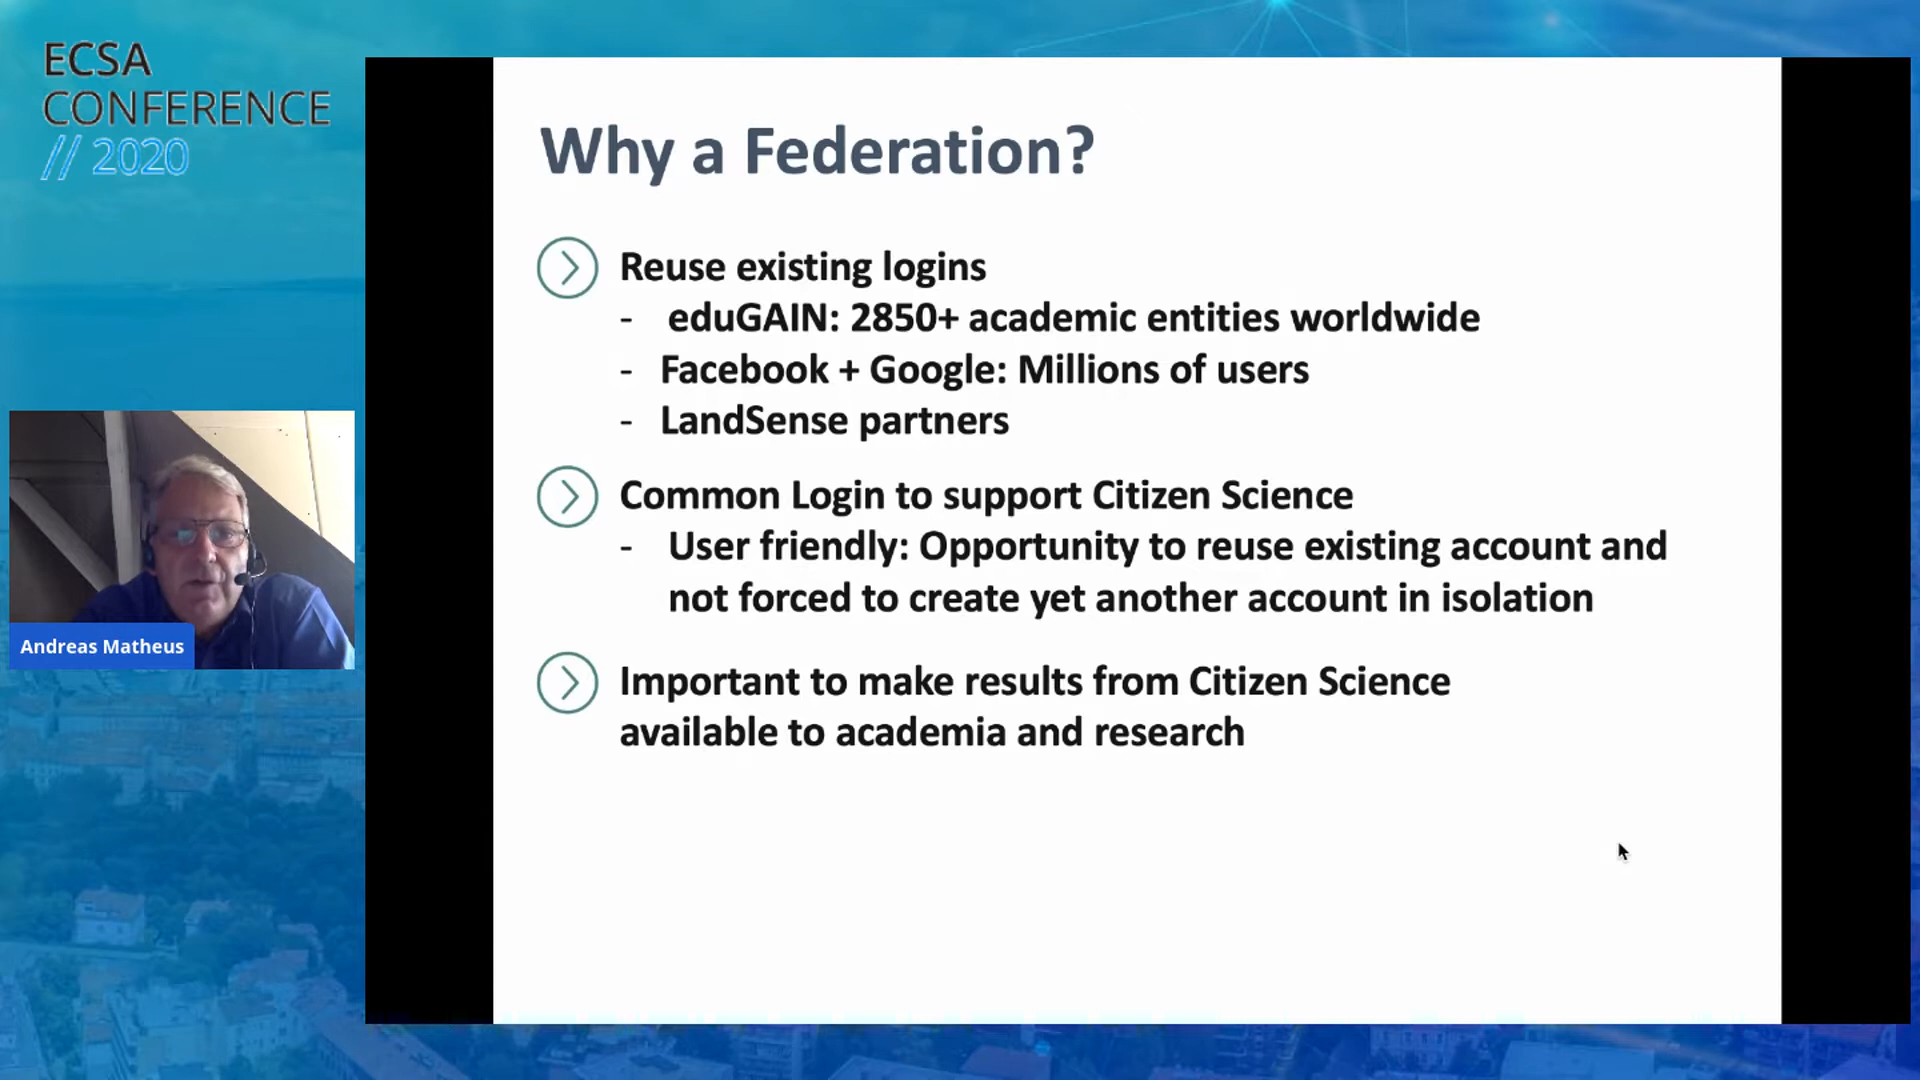 ECSA
CONFERENCE
// 2020
Why a Federation?
Reuse existing logins
- eduGAIN: 2850+ academic entities worldwide
- Facebook + Google: Millions of users
- LandSense partners
Common Login to support Citizen Science
- User friendly: Opportunity to reuse existing account and
not forced to create yet another account in isolation
Important to make results from Citizen Science
available to academia and research
Andreas Matheus